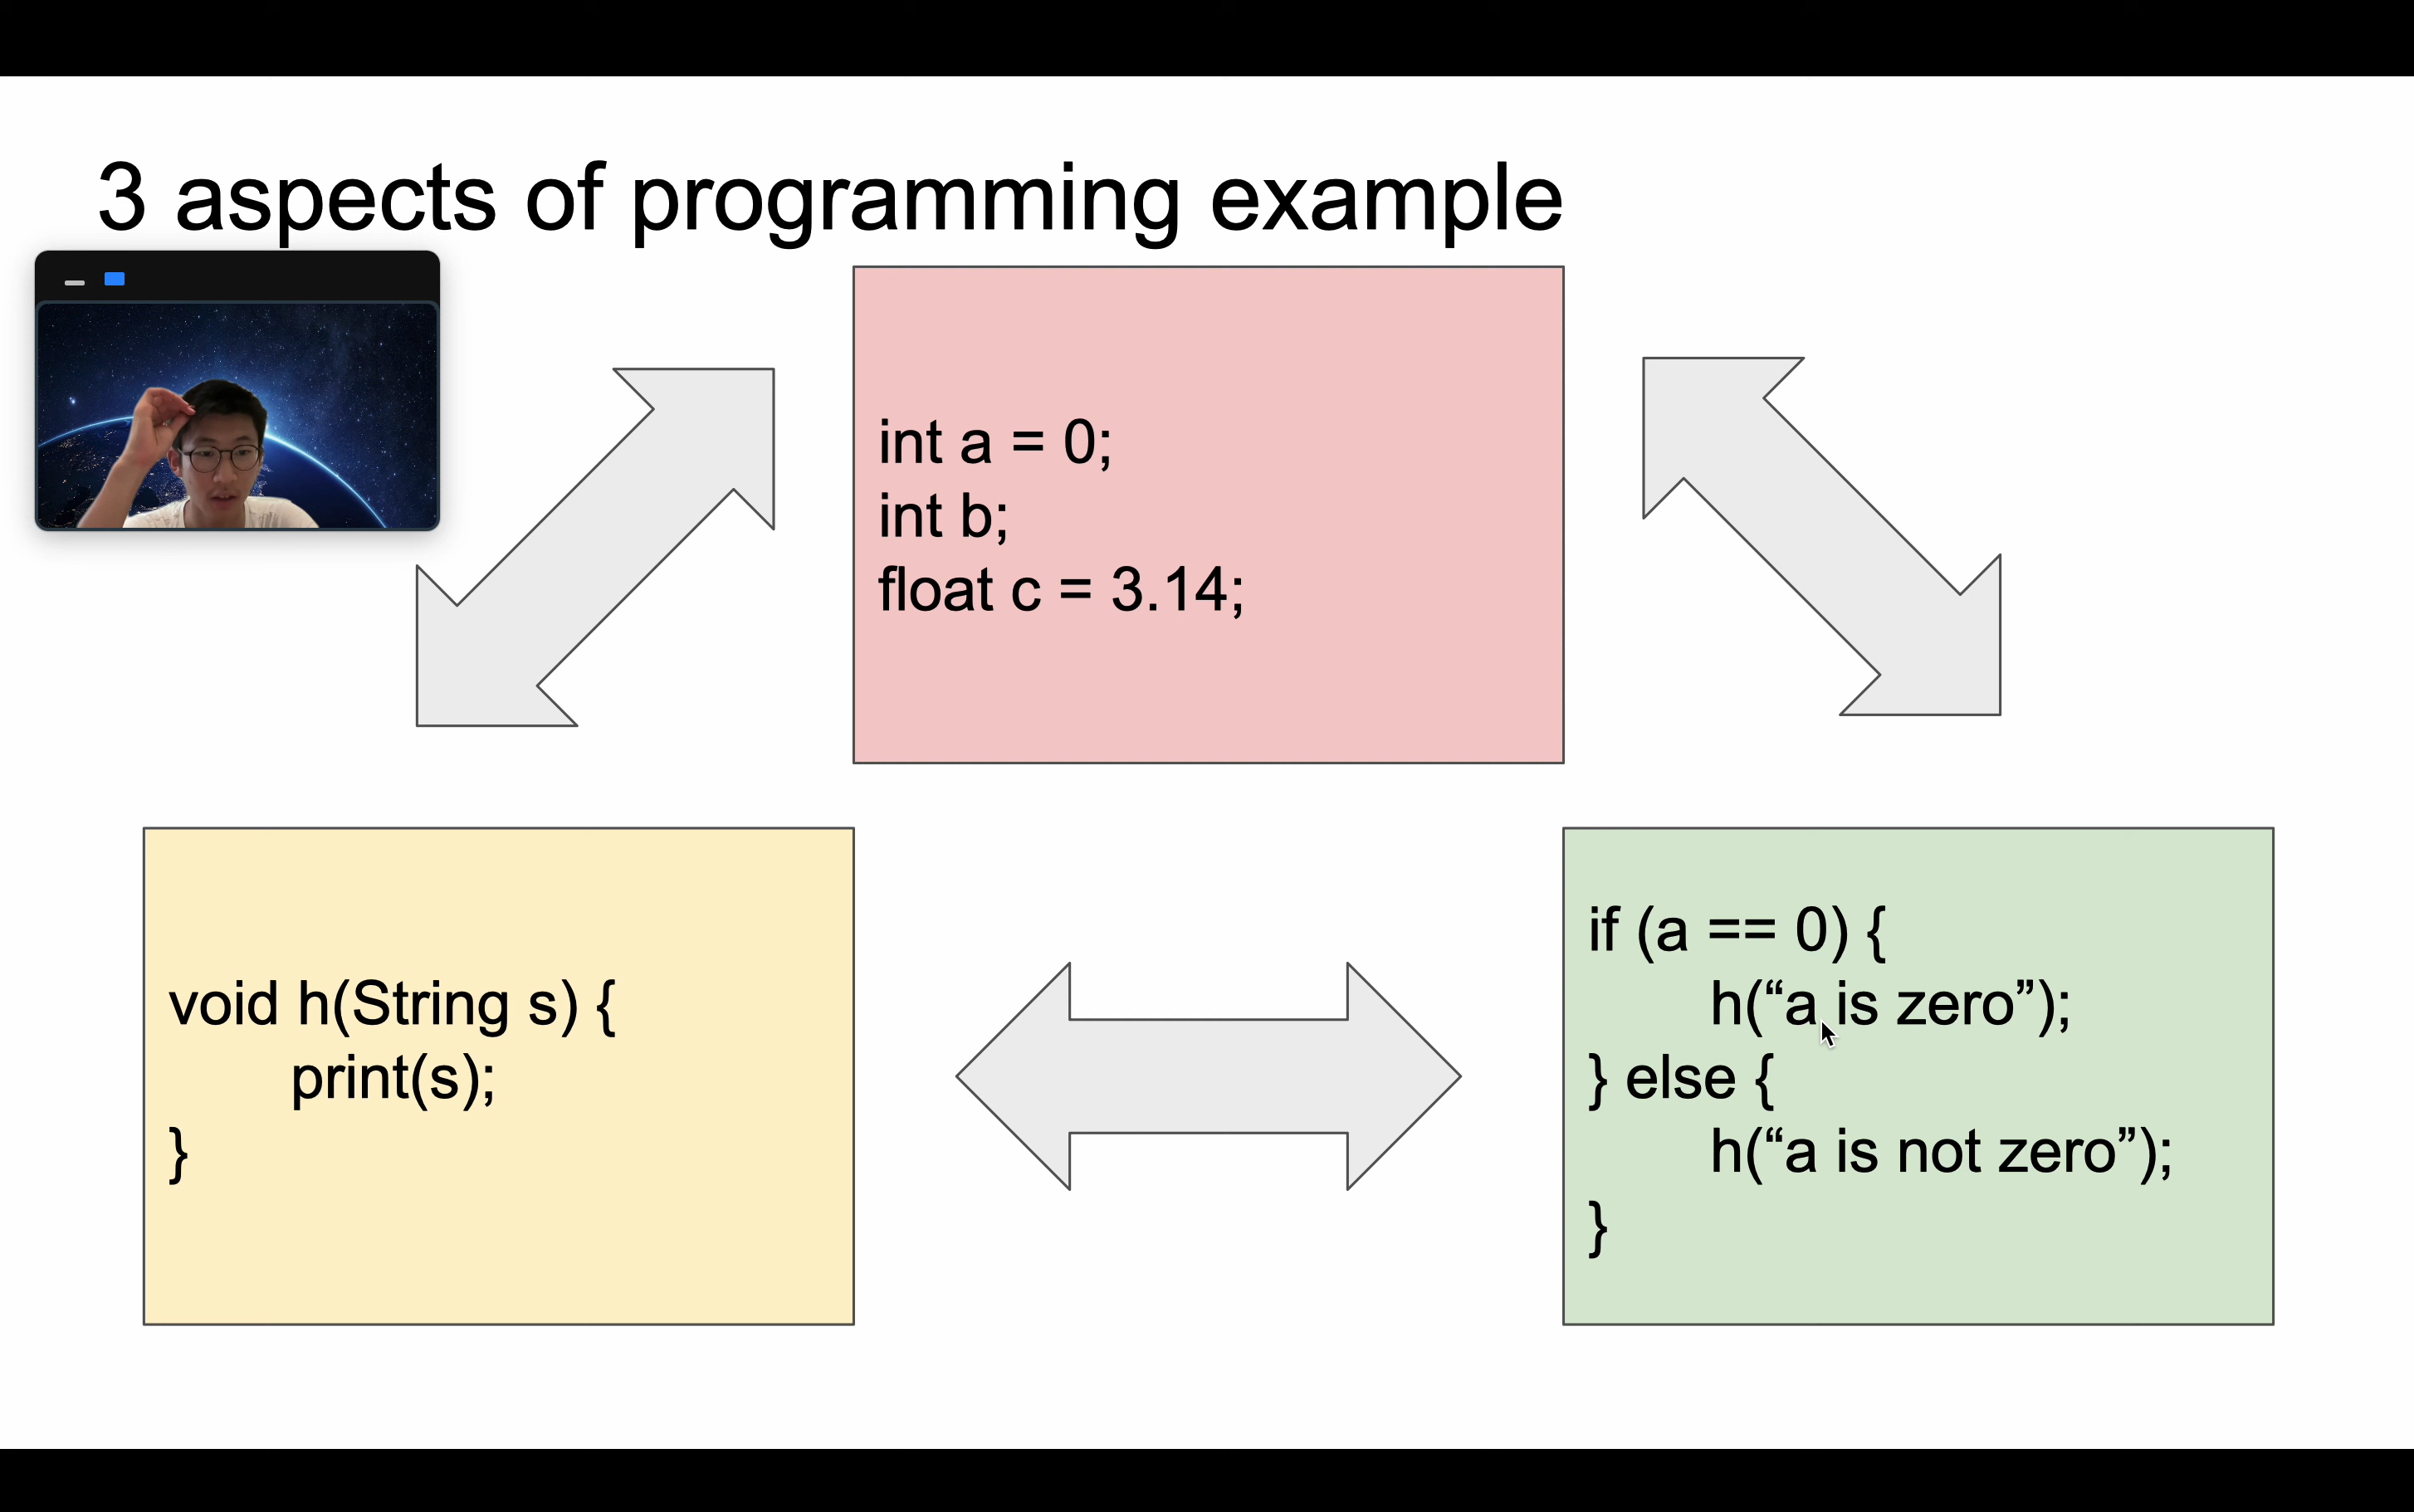 3 aspects of programming example
int a = 0;
int b;
float c = 3.14;
void h(String s) {
print(s);
}
if (a == 0) {
h(“a is zero”);
} else {
h(“a is not zero”);
}